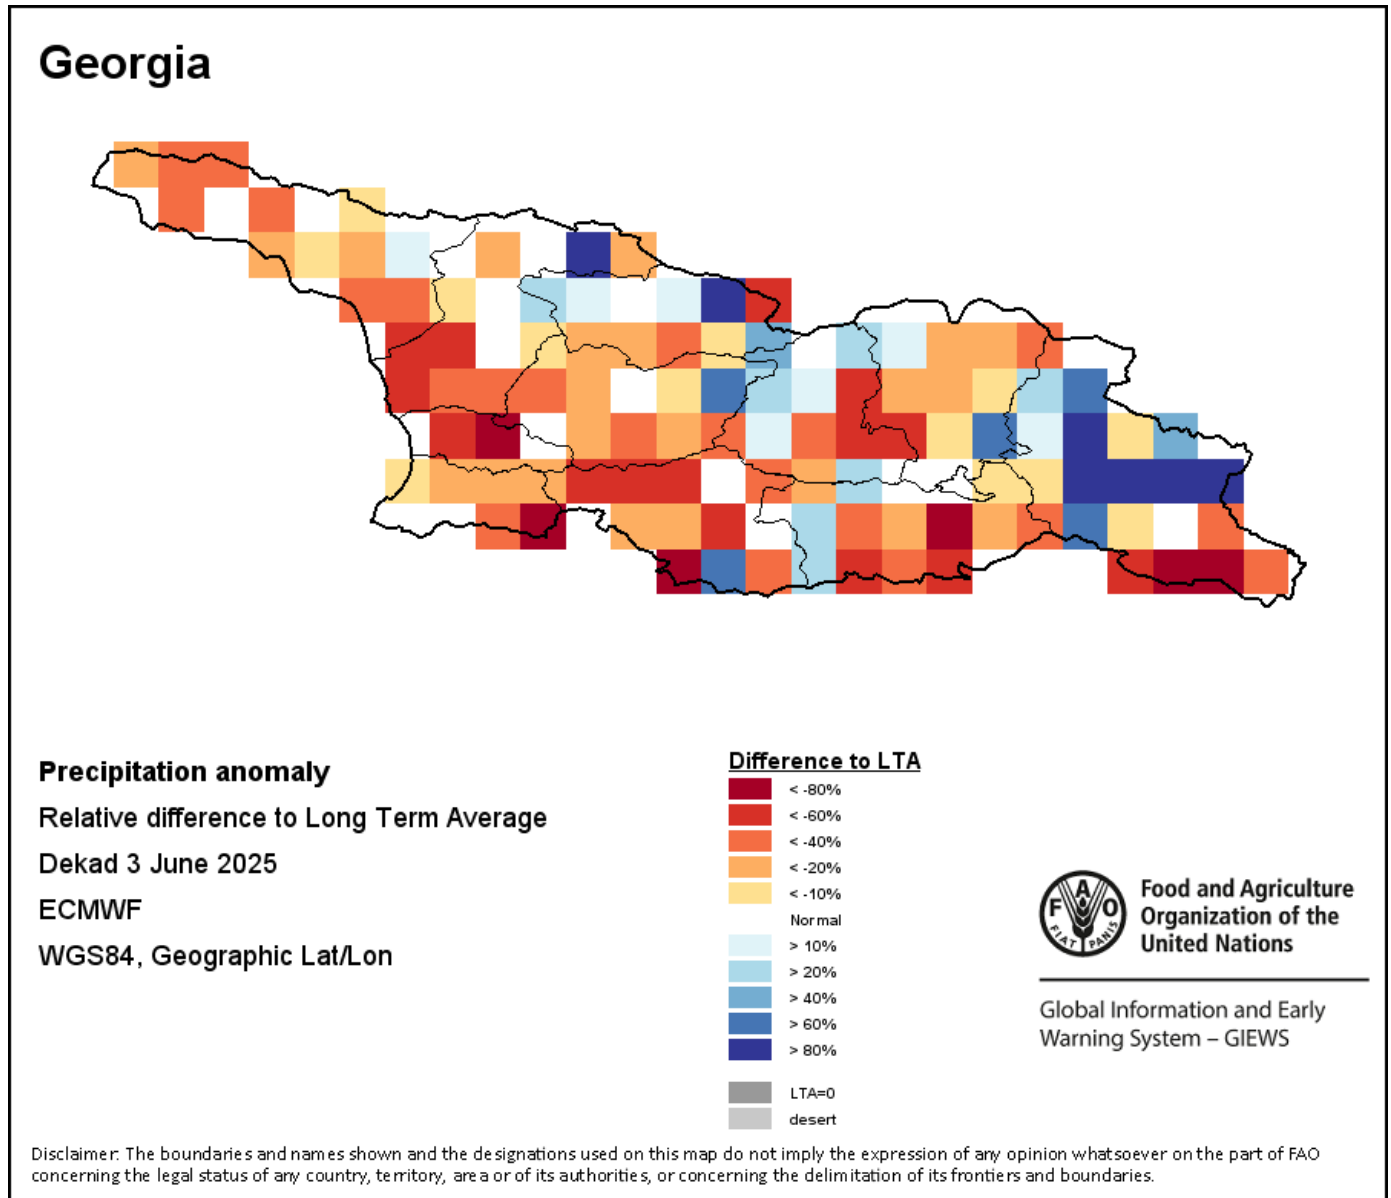 Georgia
Precipitation anomaly
Relative difference to Long Term Average
Dekad 3 June 2025
ECMWF
WGS84, Geographic Lat/Lon
Difference to LTA
< -80%
< -60%
< -40%
< -20%
< -10%
Normal
> 10%
> 20%
> 40%
> 60%
> 80%
LTA=0
desert
F A O
FIAT PANIS
Food and Agriculture
Organization of the
United Nations
Global Information and Early
Warning System – GIEWS
Disclaimer: The boundaries and names shown and the designations used on this map do not imply the expression of any opinion whatsoever on the part of FAO
concerning the legal status of any country, territory, area or of its authorities, or concerning the delimitation of its frontiers and boundaries.